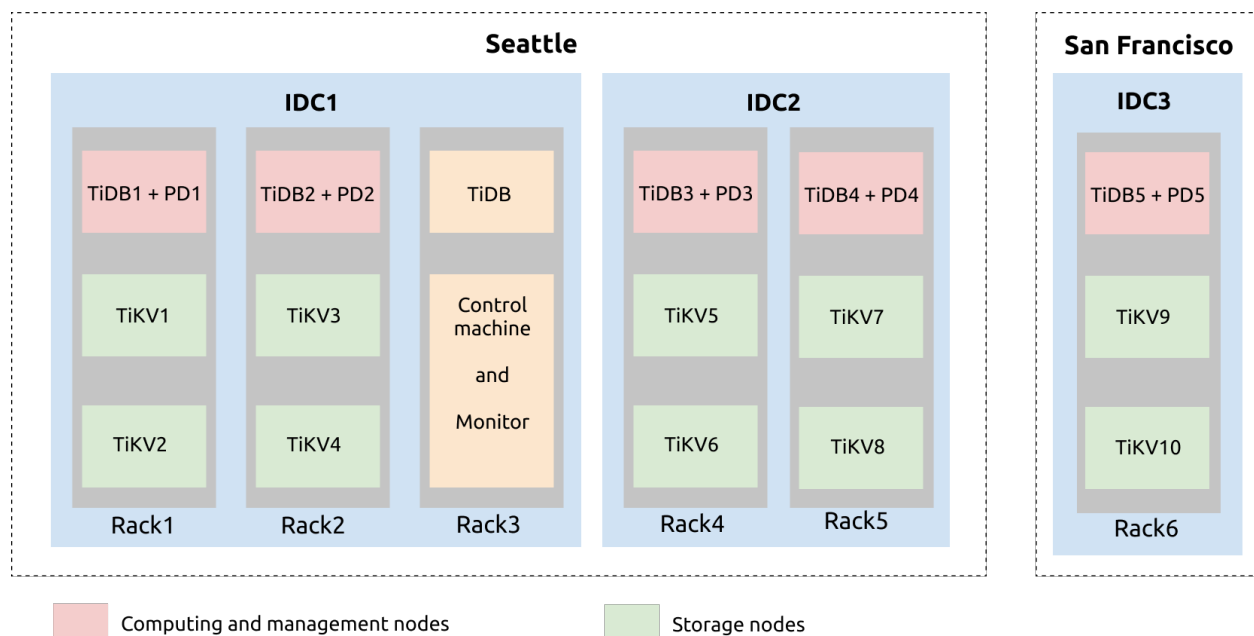 Seattle
San Francisco
IDC1
IDC2
IDC3
TiDB1 + PD1
TiDB2 + PD2
TiDB
TiDB3 + PD3
TiDB4 + PD4
TiDB5 + PD5
TiKV1
TiKV3
Control
machine
and
Monitor
TiKV5
TiKV7
TiKV9
TiKV2
TiKV4
TiKV6
TiKV8
TiKV10
Rack1
Rack2
Rack3
Rack4
Rack5
Rack6
Computing and management nodes
Storage nodes